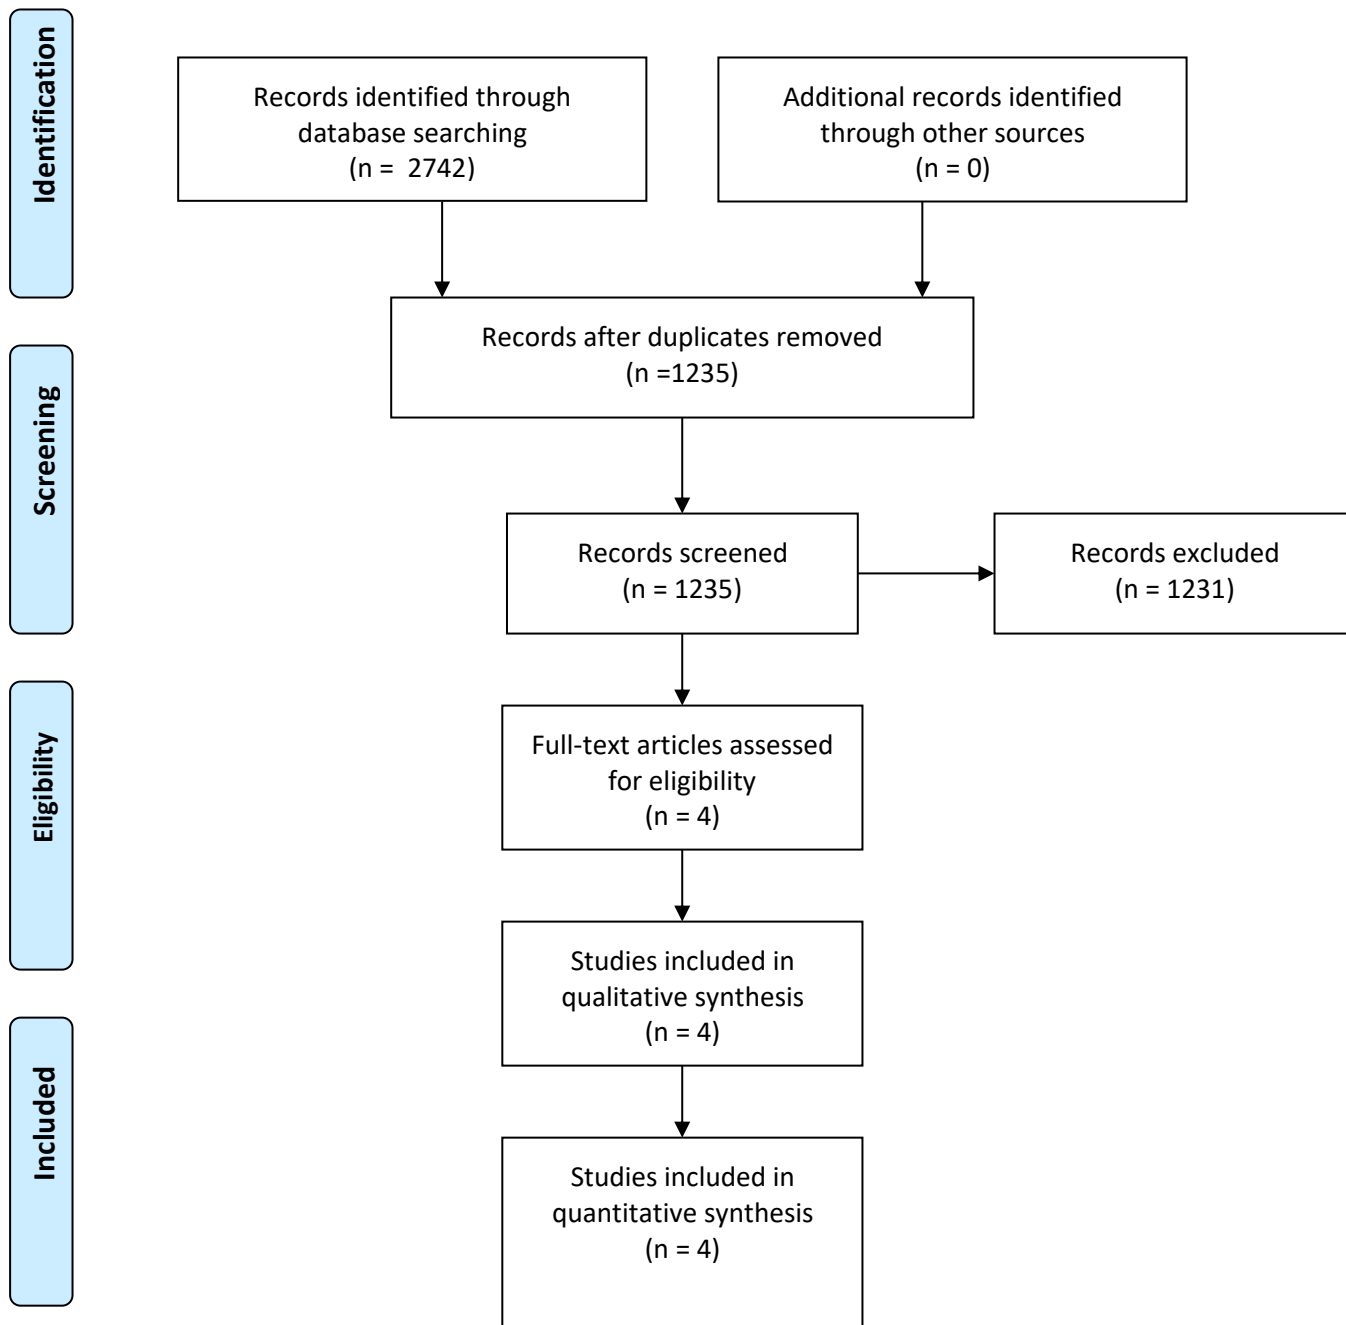 Identification
Records identified through
database searching
(n =  2742)
Additional records identified
through other sources
(n = 0)
Records after duplicates removed
(n =1235)
Screening
Records screened
(n = 1235)
Records excluded
(n = 1231)
Eligibility
Full-text articles assessed
for eligibility
(n = 4)
Studies included in
qualitative synthesis
(n = 4)
Included
Studies included in
quantitative synthesis
(n = 4)